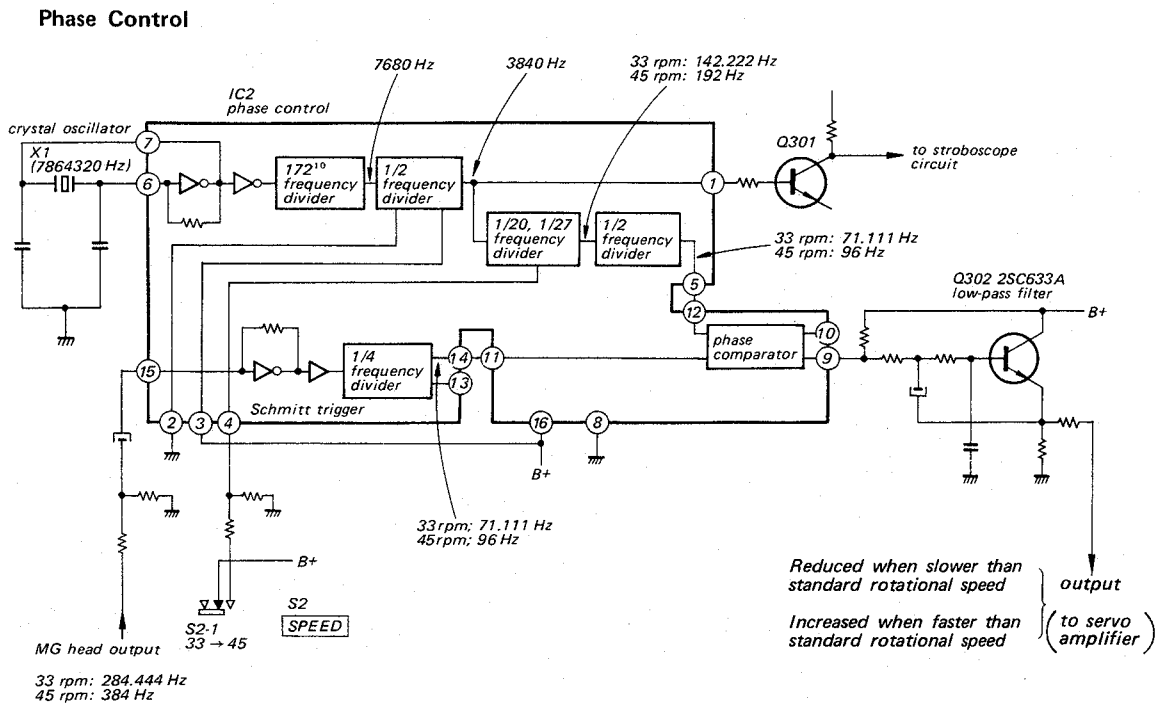 Phase Control
7680 Hz
3840 Hz
33 rpm: 142.222 Hz
45 rpm: 192 Hz
IC2
phase control
crystal oscillator
X1
(7864320 Hz)
7
6
172¹⁰
frequency
divider
1/2
frequency
divider
1
Q301
to stroboscope
circuit
1/20, 1/27
frequency
divider
1/2
frequency
divider
33 rpm: 71.111 Hz
45 rpm: 96 Hz
5
12
Q302 2SC633A
low-pass filter
B+
phase
comparator
10
9
15
1/4
frequency
divider
14
13
11
Schmitt trigger
2
3
4
16
8
B+
33 rpm; 71.111 Hz
45 rpm; 96 Hz
B+
S2-1
33 → 45
S2
SPEED
MG head output
33 rpm: 284.444 Hz
45 rpm: 384 Hz
Reduced when slower than
standard rotational speed
Increased when faster than
standard rotational speed
output
(to servo
amplifier)